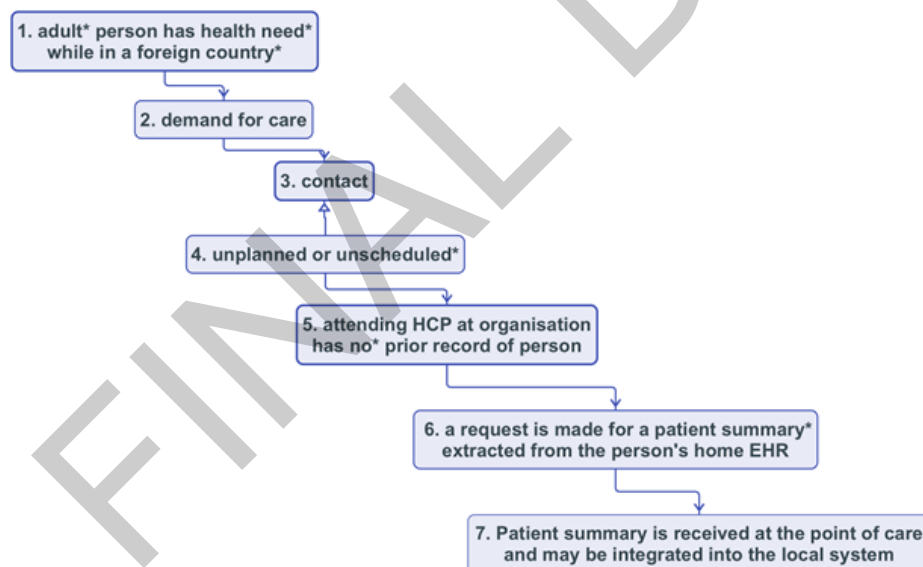 1. adult* person has health need*
while in a foreign country*
2. demand for care
3. contact
4. unplanned or unscheduled*
5. attending HCP at organisation
has no* prior record of person
6. a request is made for a patient summary*
extracted from the person's home EHR
7. Patient summary is received at the point of care
and may be integrated into the local system
FINAL D